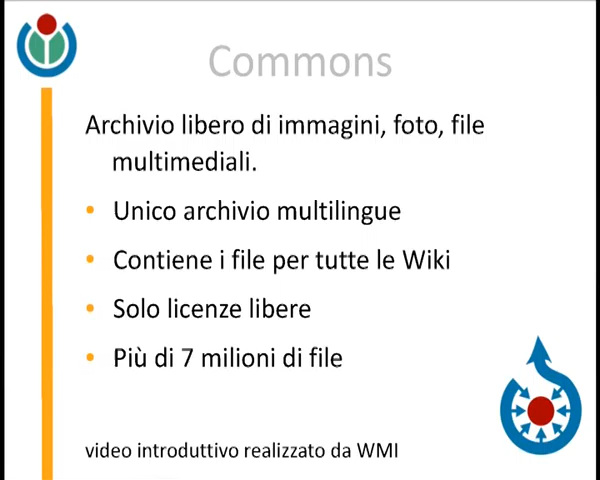 Commons
Archivio libero di immagini, foto, file
multimediali.
• Unico archivio multilingue
• Contiene i file per tutte le Wiki
• Solo licenze libere
• Più di 7 milioni di file
video introduttivo realizzato da WMI